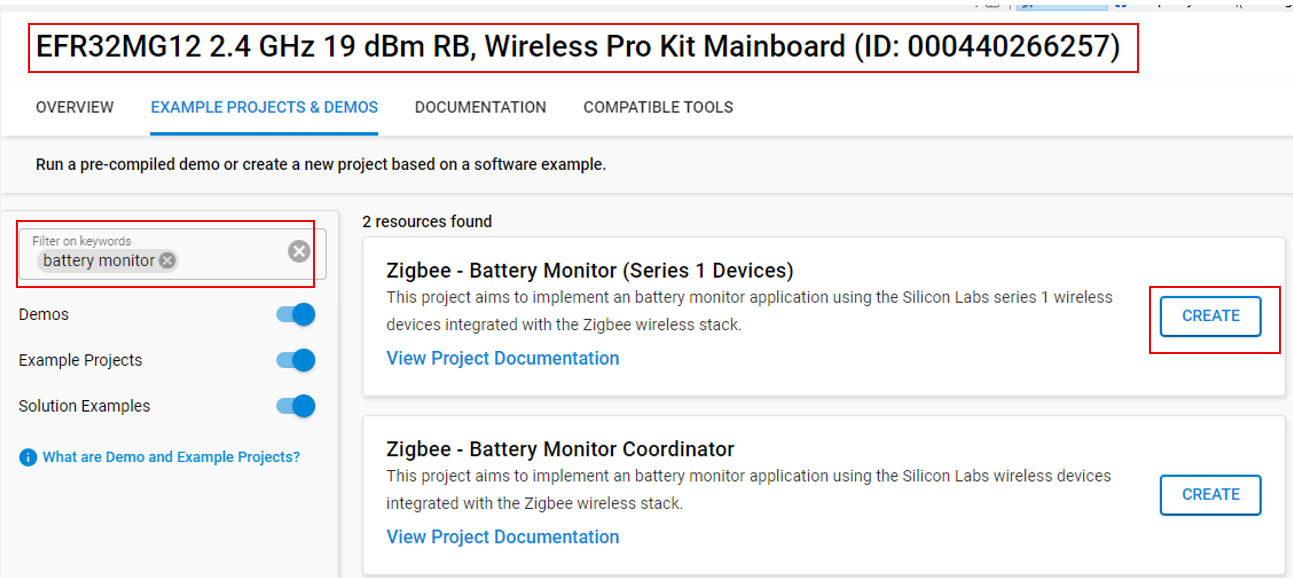 EFR32MG12 2.4 GHz 19 dBm RB, Wireless Pro Kit Mainboard (ID: 000440266257)
OVERVIEW
EXAMPLE PROJECTS & DEMOS
DOCUMENTATION
COMPATIBLE TOOLS
Run a pre-compiled demo or create a new project based on a software example.
Filter on keywords
battery monitor
Demos
Example Projects
Solution Examples
What are Demo and Example Projects?
2 resources found
Zigbee - Battery Monitor (Series 1 Devices)
This project aims to implement an battery monitor application using the Silicon Labs series 1 wireless
devices integrated with the Zigbee wireless stack.
View Project Documentation
CREATE
Zigbee - Battery Monitor Coordinator
This project aims to implement an battery monitor application using the Silicon Labs wireless devices
integrated with the Zigbee wireless stack.
View Project Documentation
CREATE